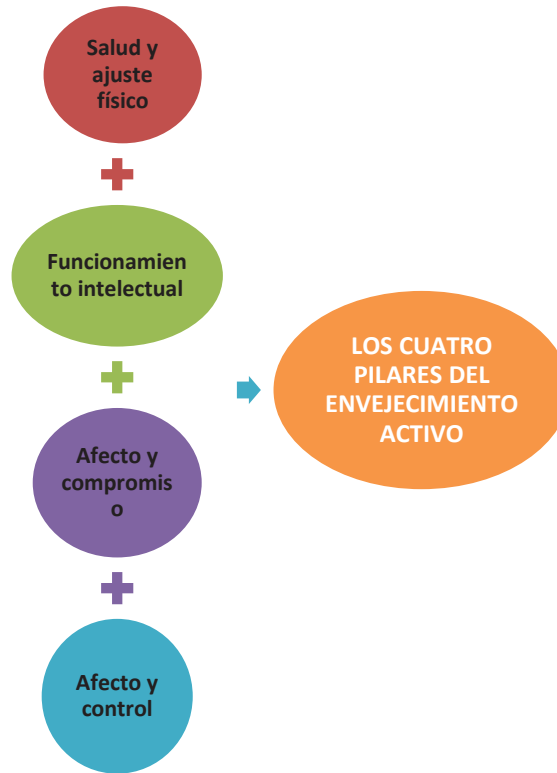 Salud y
ajuste
físico
Funcionamien
to intelectual
Afecto y
compromis
o
Afecto y
control
LOS CUATRO
PILARES DEL
ENVEJECIMIENTO
ACTIVO